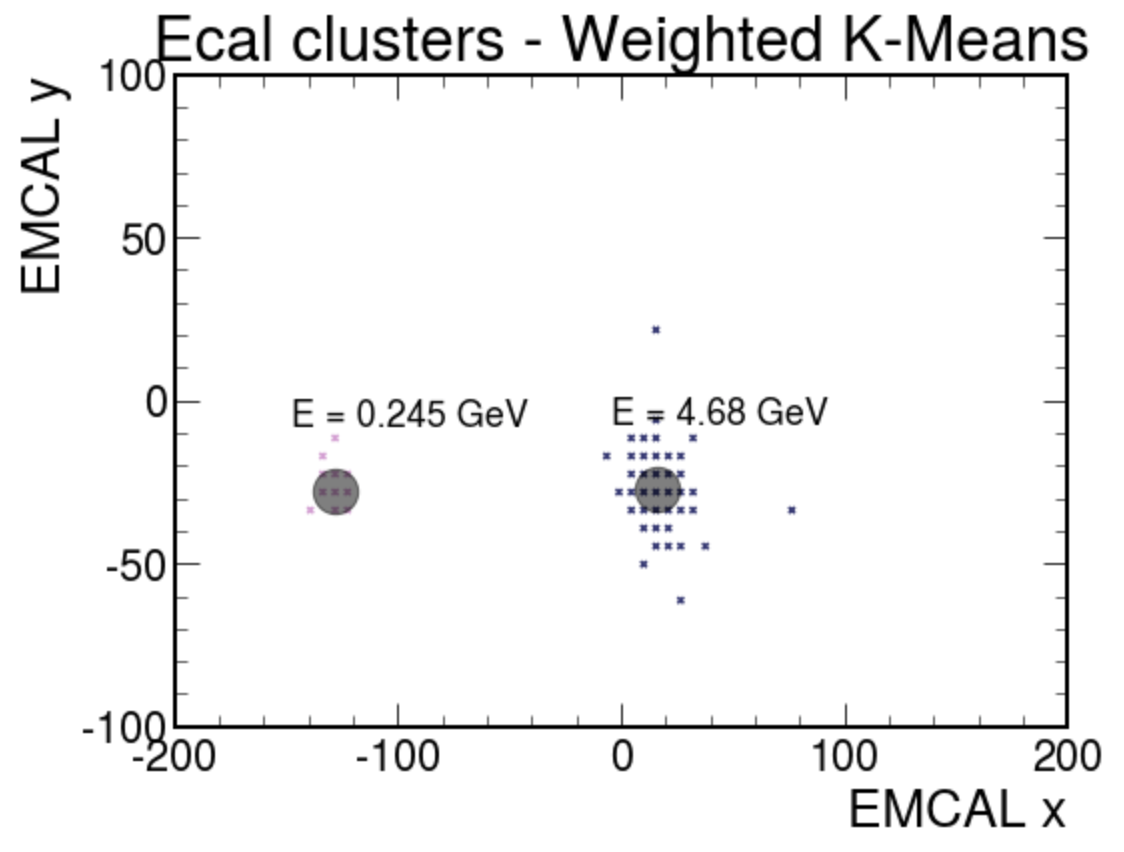 Ecal clusters - Weighted K-Means
EMCAL y
100
50
0
-50
-100
E = 0.245 GeV
E = 4.68 GeV
-200
-100
0
100
200
EMCAL x